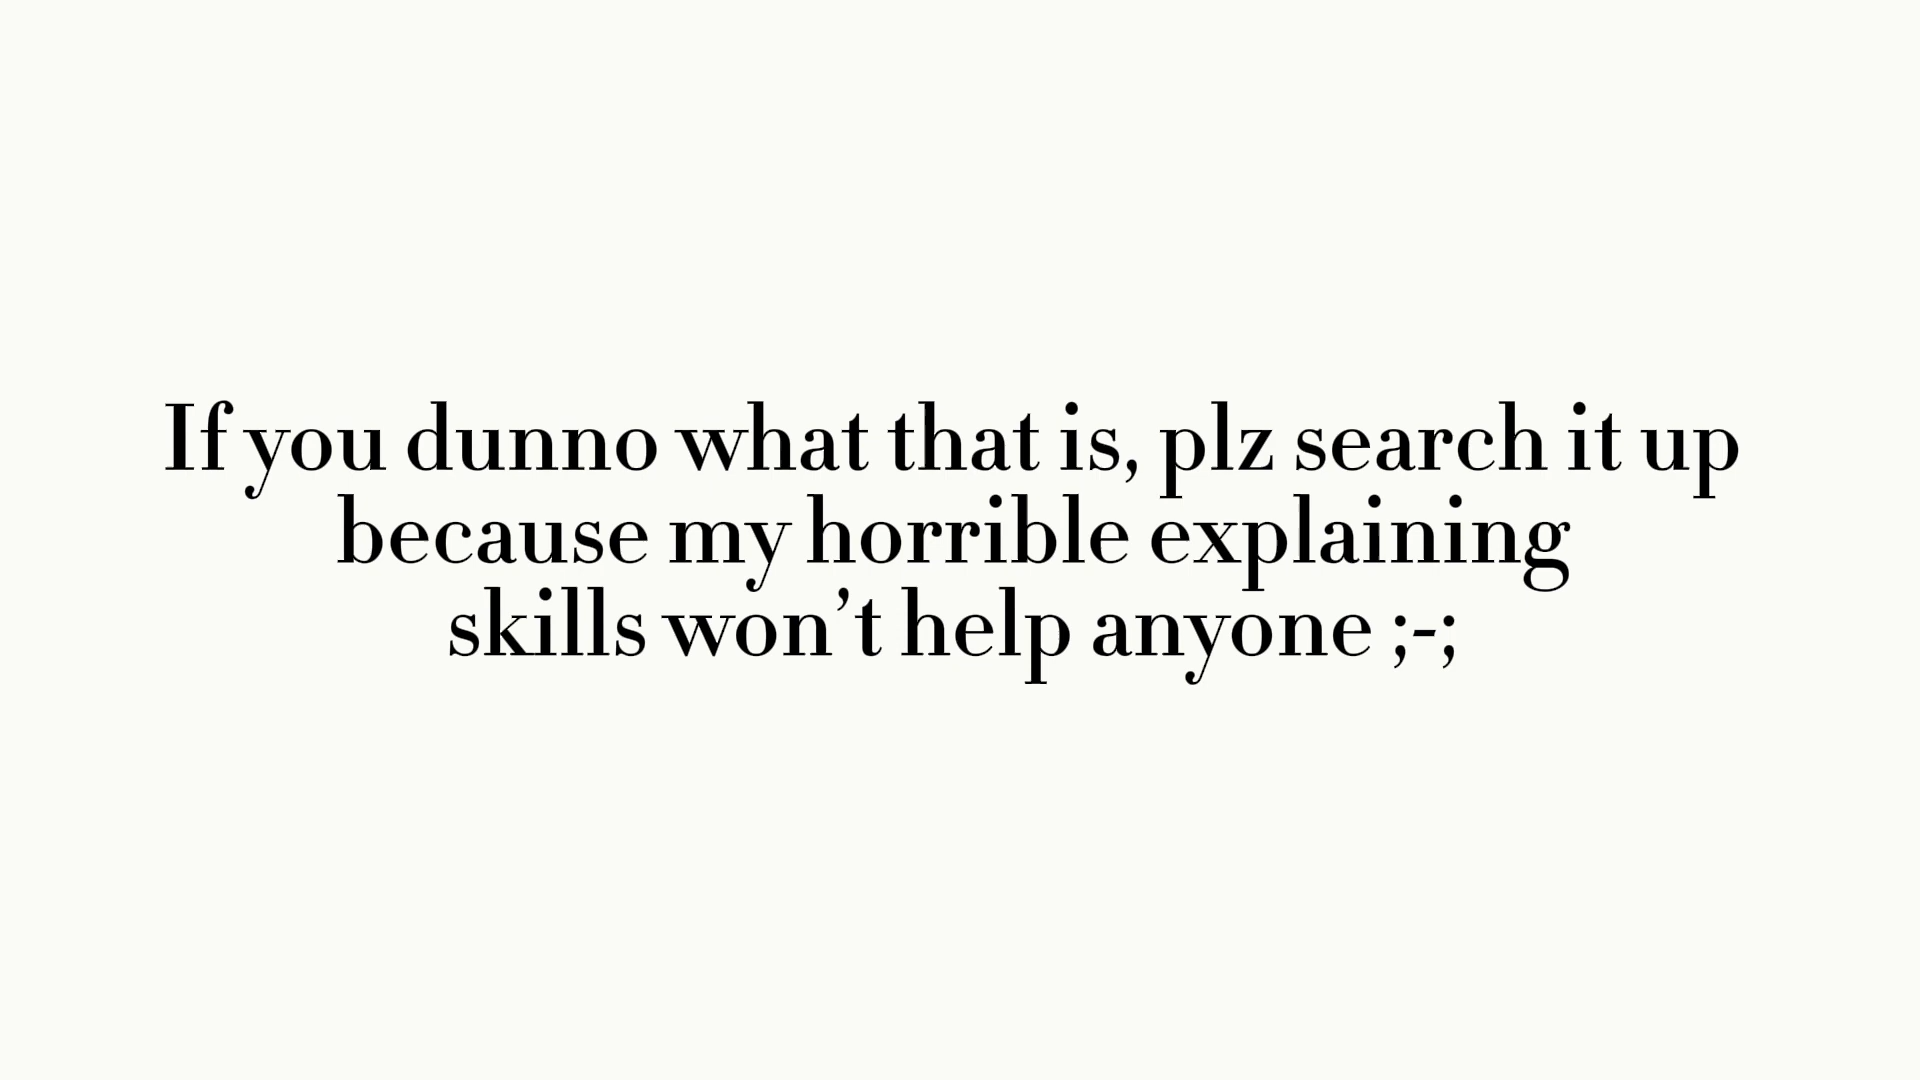 If you dunno what that is, plz search it up
because my horrible explaining
skills won’t help anyone ;-;